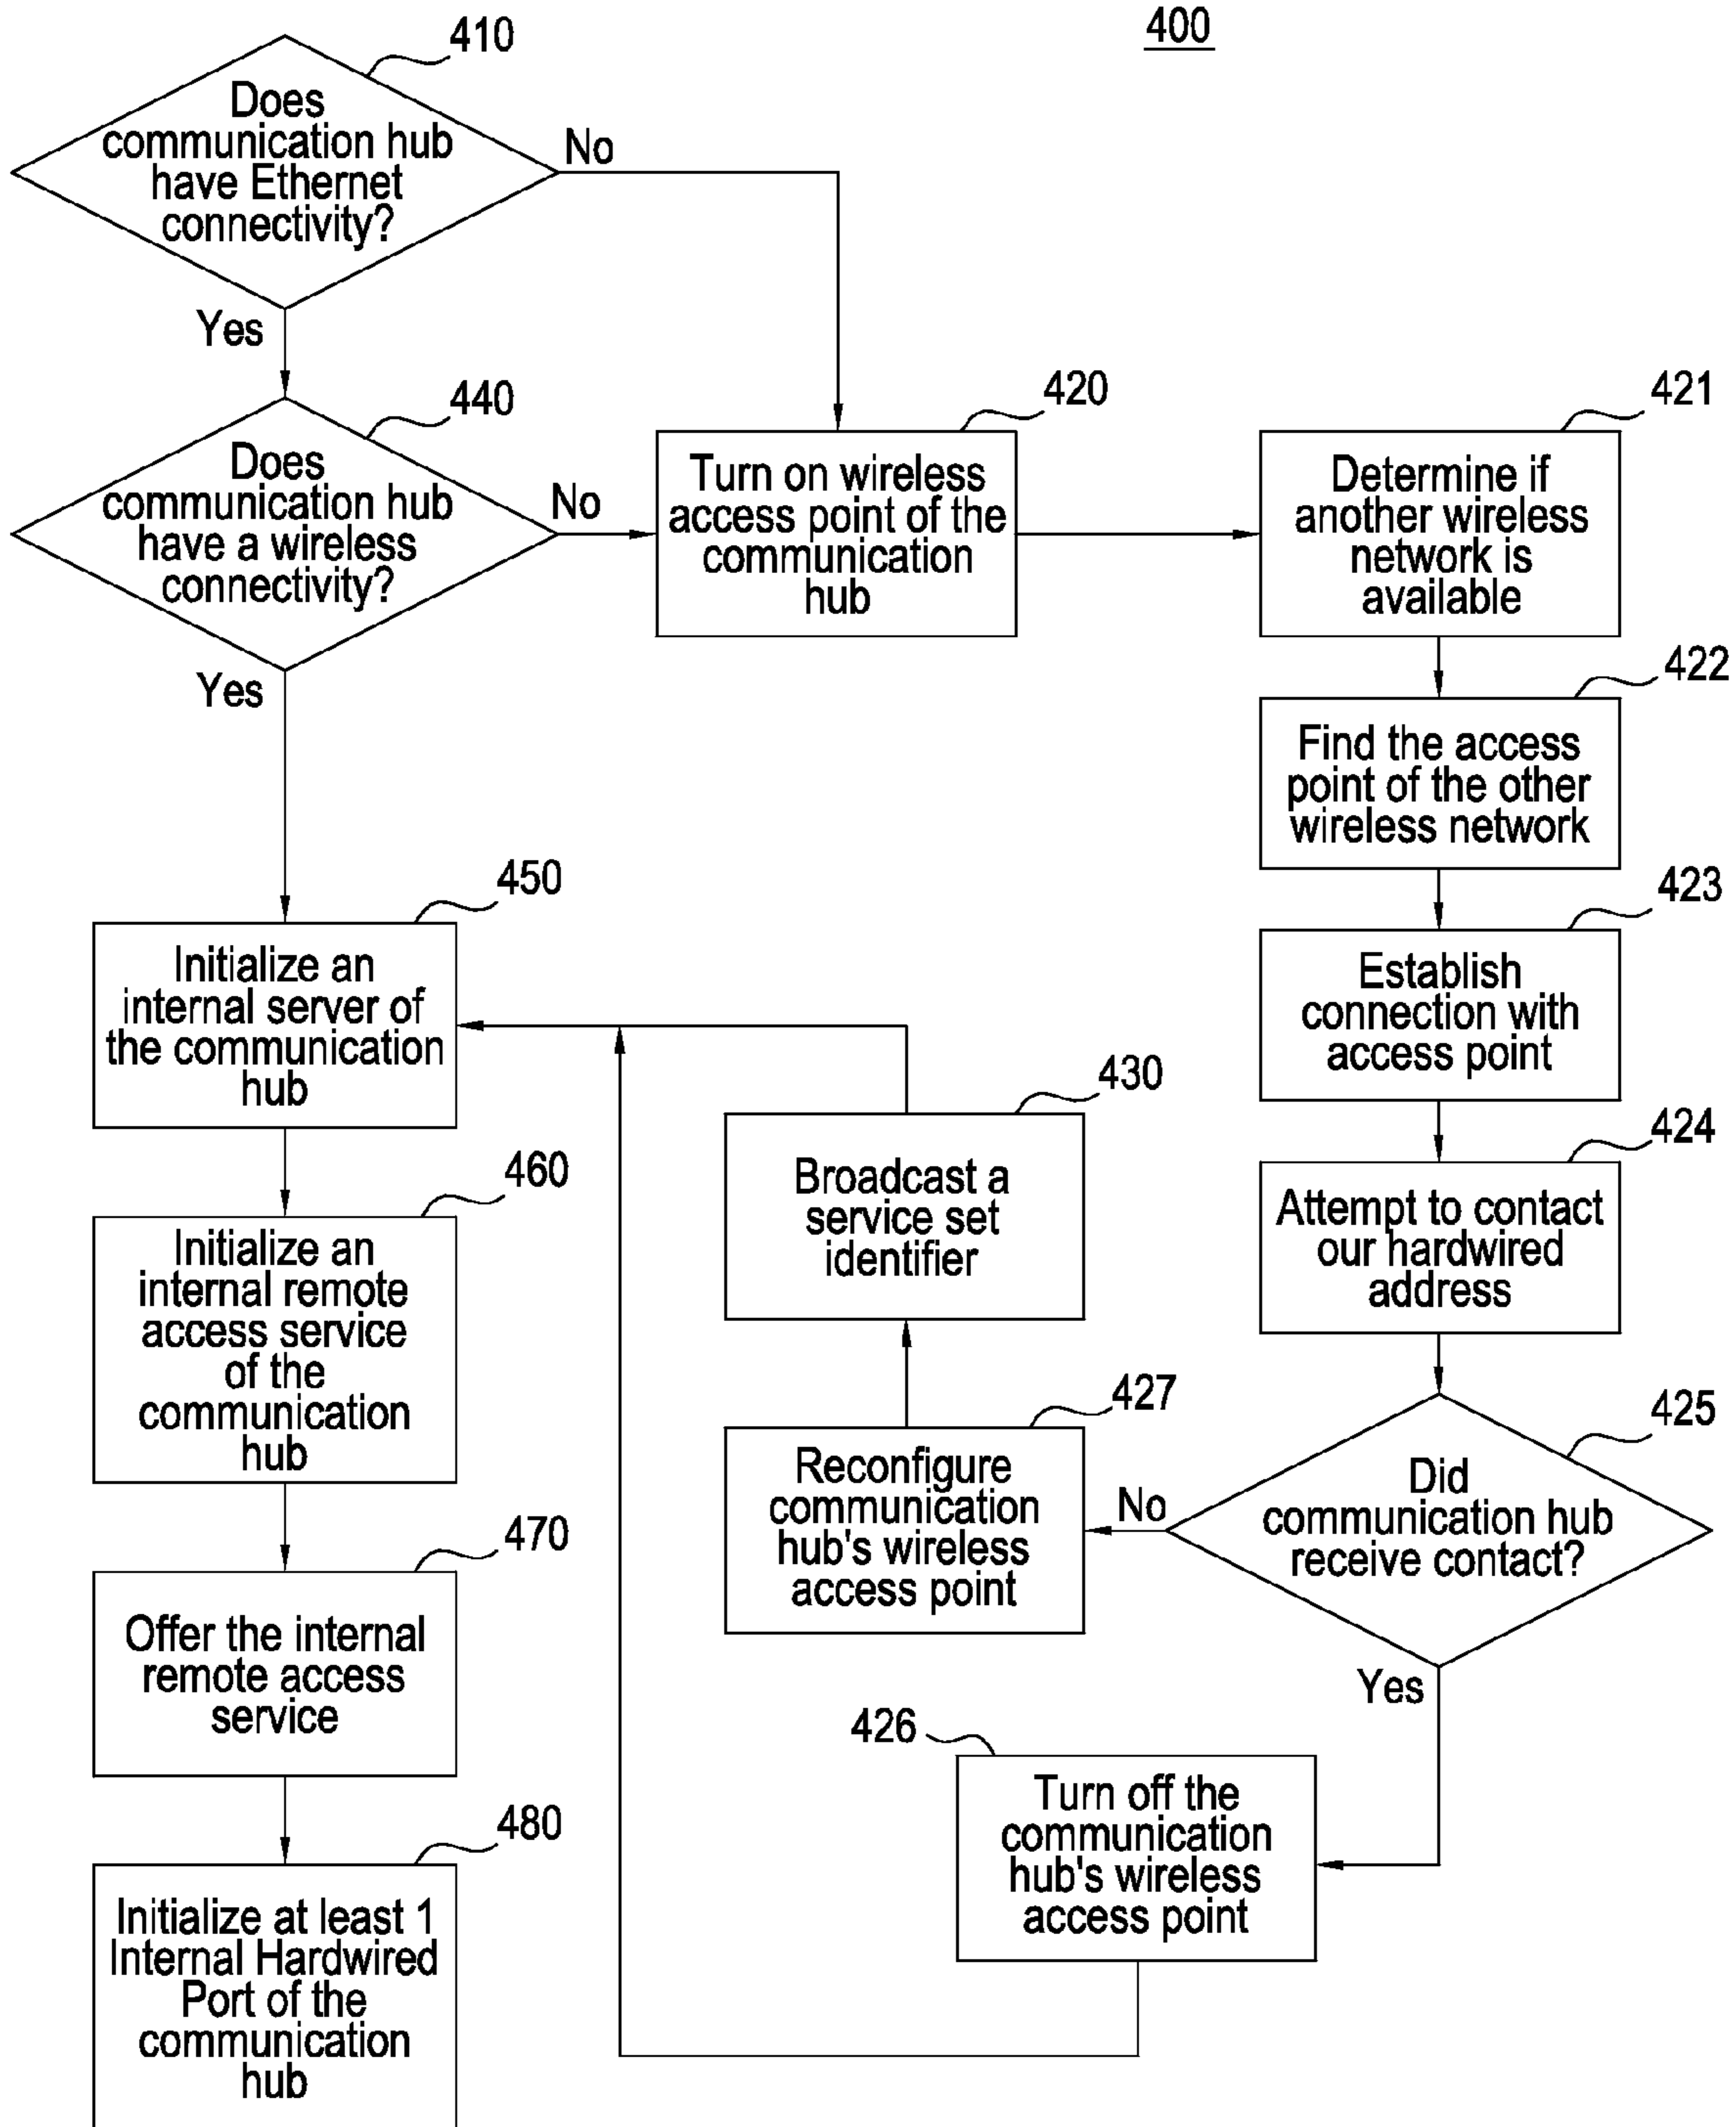 400
410
Does
communication hub
have Ethernet
connectivity?
No
Yes
440
Does
communication hub
have a wireless
connectivity?
No
Yes
420
Turn on wireless
access point of the
communication
hub
421
Determine if
another wireless
network is
available
422
Find the access
point of the other
wireless network
423
Establish
connection with
access point
424
Attempt to contact
our hardwired
address
425
Did
communication hub
receive contact?
No
Yes
427
Reconfigure
communication
hub's wireless
access point
430
Broadcast a
service set
identifier
426
Turn off the
communication
hub's wireless
access point
450
Initialize an
internal server of
the communication
hub
460
Initialize an
internal remote
access service
of the
communication
hub
470
Offer the internal
remote access
service
480
Initialize at least 1
Internal Hardwired
Port of the
communication
hub